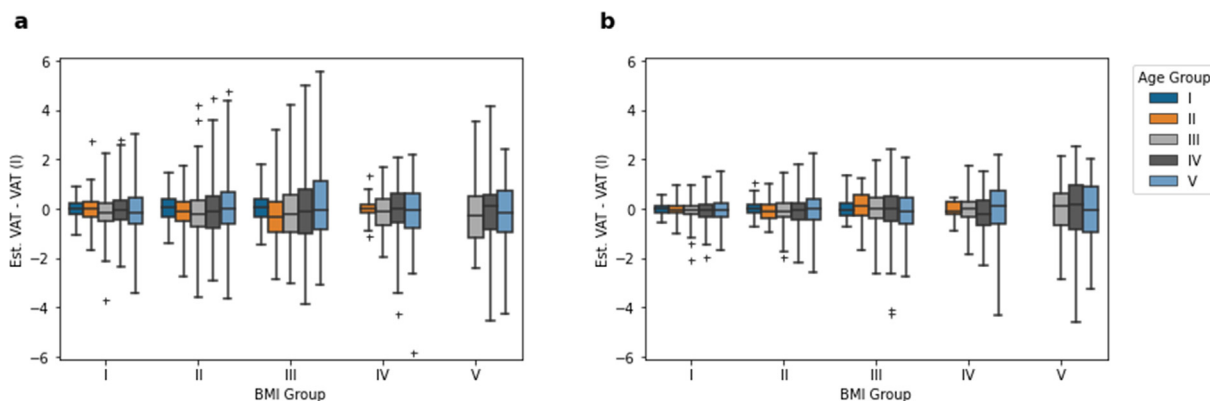 a
6
4
2
0
−2
−4
−6
Est. VAT - VAT (l)
I II III IV V
BMI Group
b
6
4
2
0
−2
−4
−6
Est. VAT - VAT (l)
I II III IV V
BMI Group
Age Group
I
II
III
IV
V